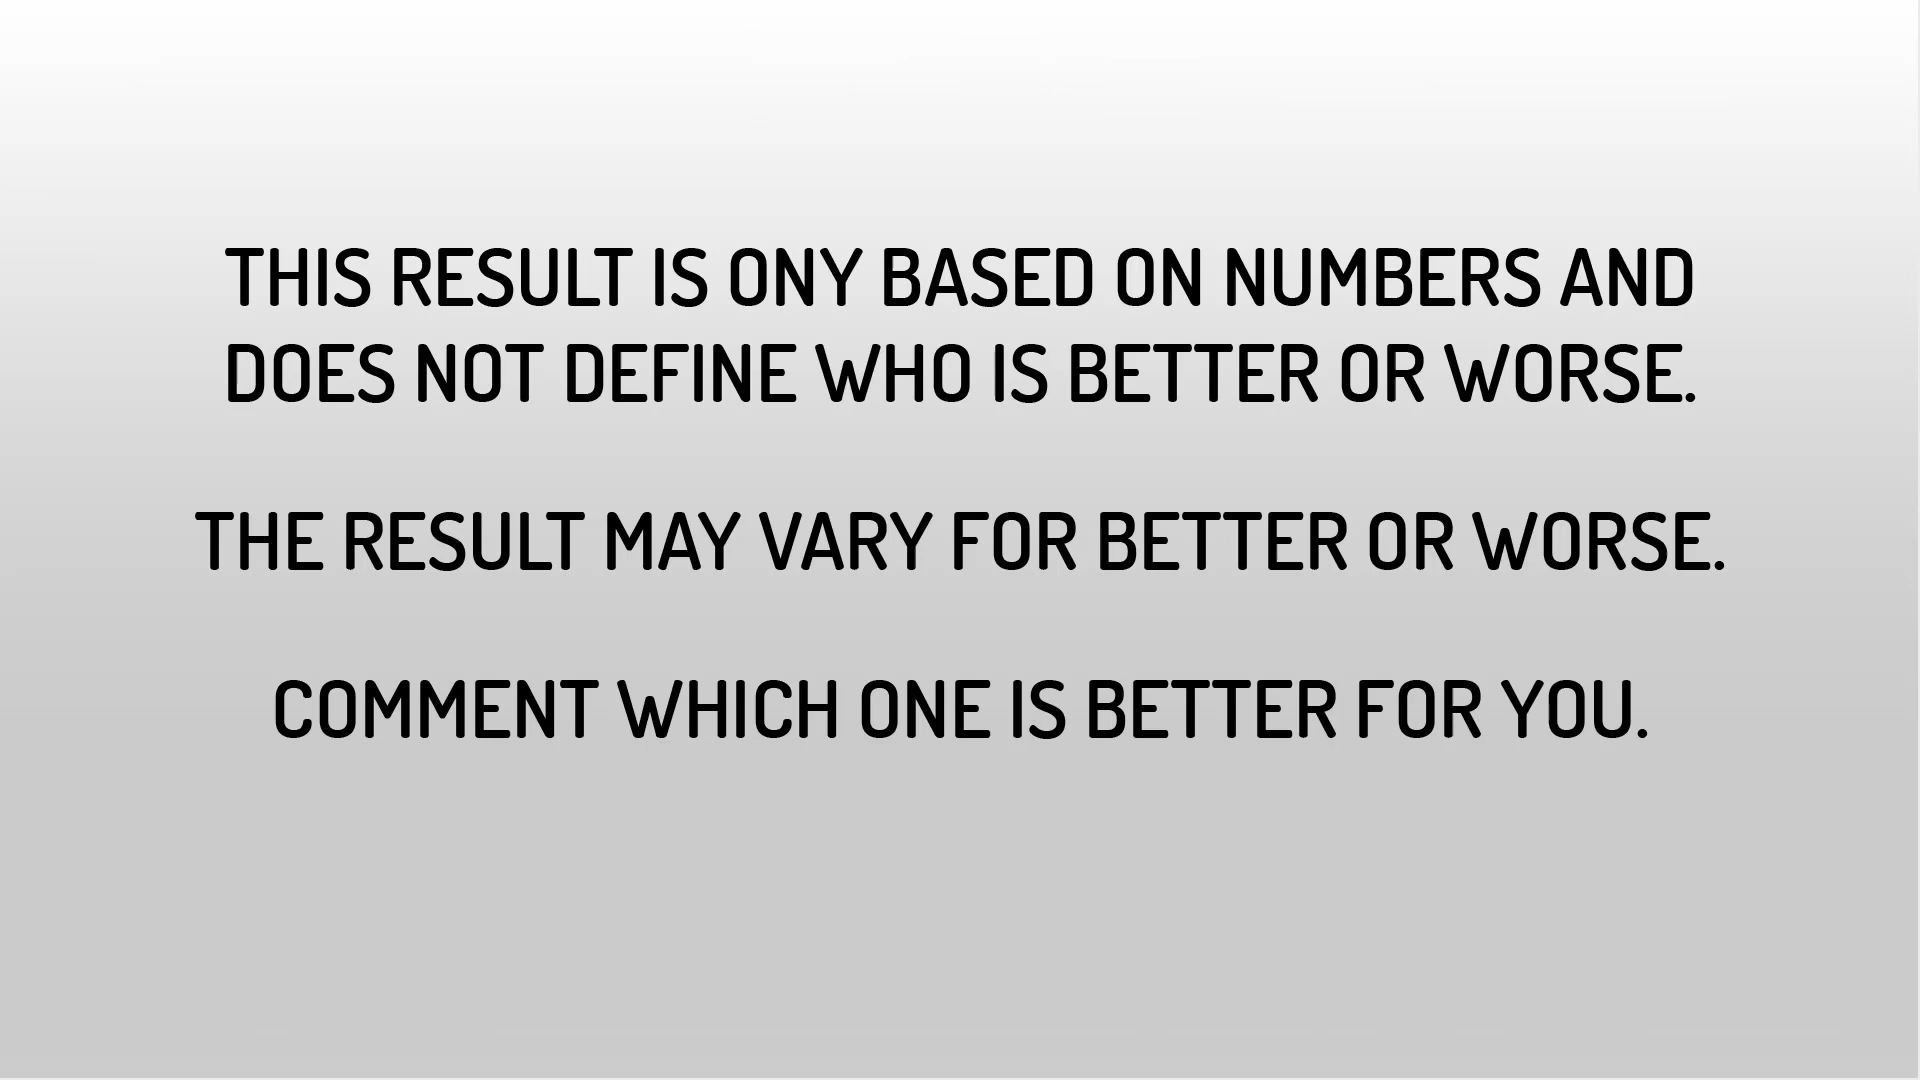 THIS RESULT IS ONY BASED ON NUMBERS AND
DOES NOT DEFINE WHO IS BETTER OR WORSE.
THE RESULT MAY VARY FOR BETTER OR WORSE.
COMMENT WHICH ONE IS BETTER FOR YOU.